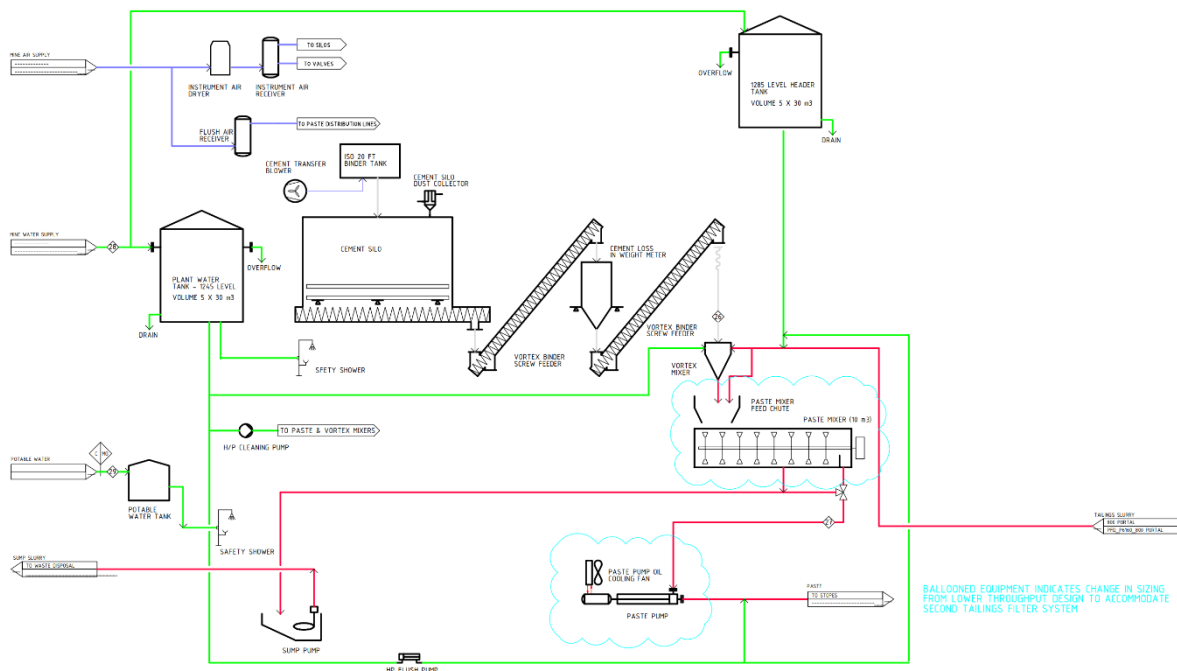 MINE AIR SUPPLY
TO SILOS
TO VALVES
INSTRUMENT AIR
DRYER
INSTRUMENT AIR
RECEIVER
FLUSH AIR
RECEIVER
TO PASTE DISTRIBUTION LINES
OVERFLOW
1285 LEVEL HEADER
TANK
VOLUME 5 X 30 m3
DRAIN
CEMENT TRANSFER
BLOWER
ISO 20 FT
BINDER TANK
CEMENT SILO
DUST COLLECTOR
MINE WATER SUPPLY
28
OVERFLOW
PLANT WATER
TANK - 1245 LEVEL
VOLUME 5 X 30 m3
DRAIN
CEMENT SILO
CEMENT LOSS
IN WEIGHT METER
26
SFETY SHOWER
VORTEX BINDER
SCREW FEEDER
VORTEX BINDER
SCREW FEEDER
VORTEX
MIXER
PASTE MIXER
FEED CHUTE
PASTE MIXER (10 m3)
TO PASTE & VORTEX MIXERS
H/P CLEANING PUMP
POTABLE WATER
29
POTABLE
WATER TANK
SAFETY SHOWER
27
TAILINGS SLURRY
SUMP SLURRY
TO WASTE DISPOSAL
PASTE PUMP OIL
COOLING FAN
PASTE PUMP
PASTE
TO STOPES
BALLOONED EQUIPMENT INDICATES CHANGE IN SIZING
FROM LOWER THROUGHPUT DESIGN TO ACCOMMODATE
SECOND TAILINGS FILTER SYSTEM
SUMP PUMP
HP FLUSH PUMP